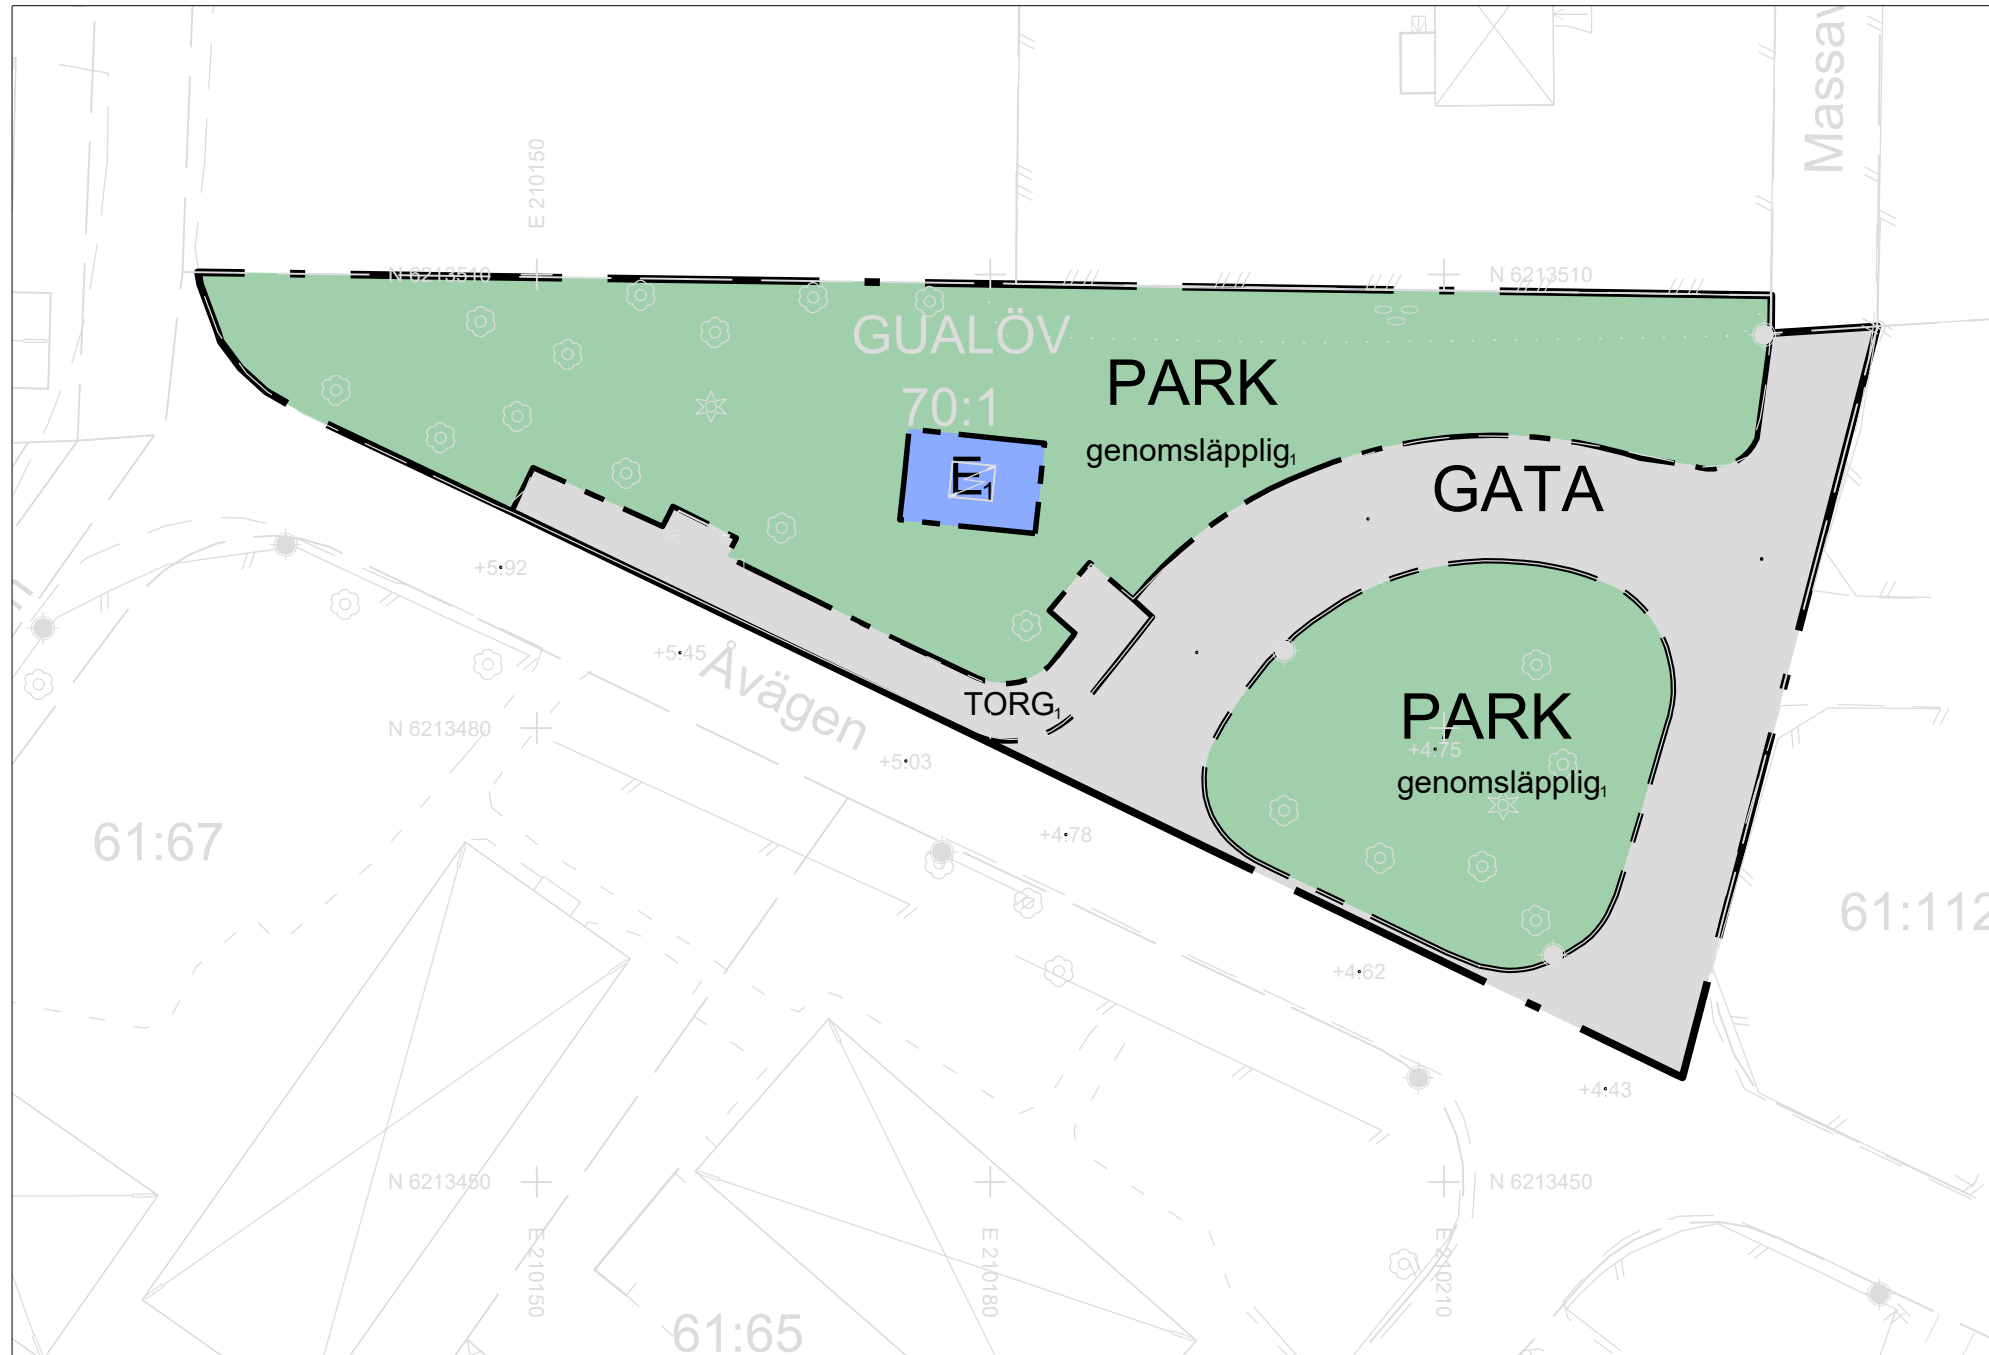 Massav
E 210150
N 6213510
N 6213510
GUALÖV
70:1
PARK
genomsläpplig₁
E₁
GATA
+5.92
+5.45
Åvägen
TORG₁
N 6213480
+5.03
PARK
+4.75
genomsläpplig₁
+4.78
61:67
61:112
+4.62
+4.43
N 6213450
N 6213450
E 210150
E 210180
E 210210
61:65